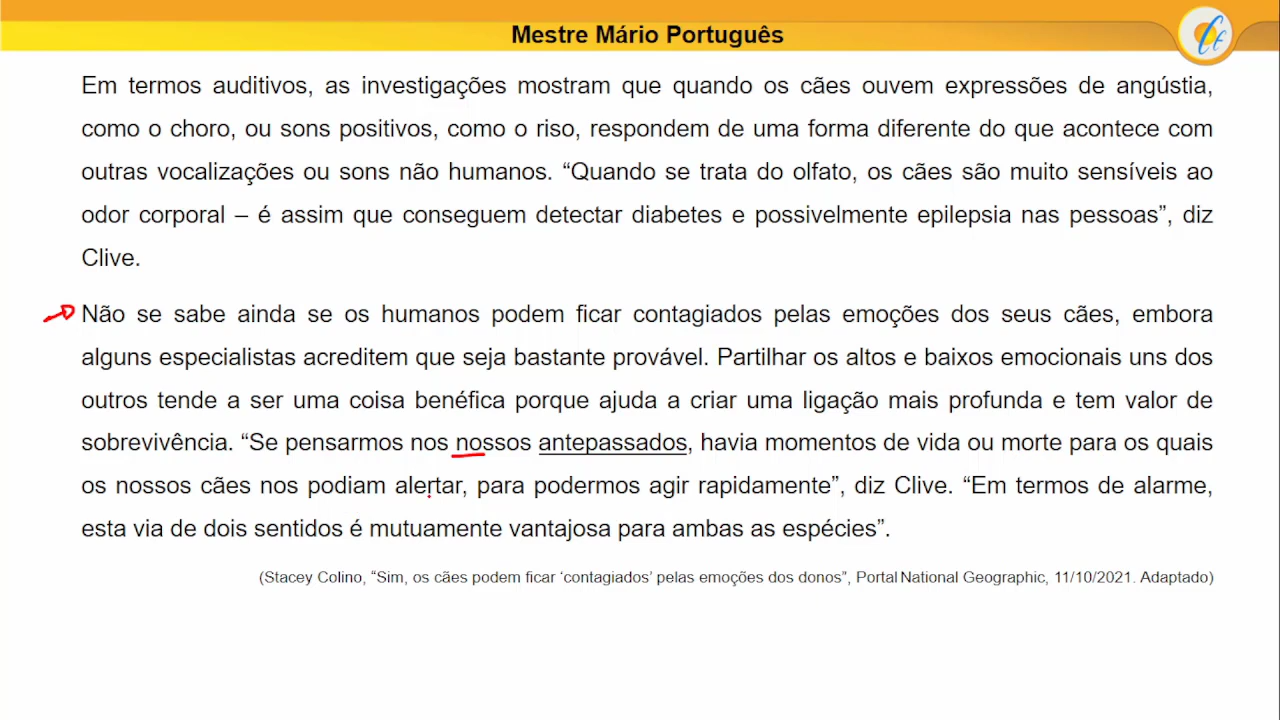 Mestre Mário Português
Em termos auditivos, as investigações mostram que quando os cães ouvem expressões de angústia,
como o choro, ou sons positivos, como o riso, respondem de uma forma diferente do que acontece com
outras vocalizações ou sons não humanos. “Quando se trata do olfato, os cães são muito sensíveis ao
odor corporal – é assim que conseguem detectar diabetes e possivelmente epilepsia nas pessoas”, diz
Clive.
Não se sabe ainda se os humanos podem ficar contagiados pelas emoções dos seus cães, embora
alguns especialistas acreditem que seja bastante provável. Partilhar os altos e baixos emocionais uns dos
outros tende a ser uma coisa benéfica porque ajuda a criar uma ligação mais profunda e tem valor de
sobrevivência. “Se pensarmos nos nossos antepassados, havia momentos de vida ou morte para os quais
os nossos cães nos podiam alertar, para podermos agir rapidamente”, diz Clive. “Em termos de alarme,
esta via de dois sentidos é mutuamente vantajosa para ambas as espécies”.
(Stacey Colino, “Sim, os cães podem ficar ‘contagiados’ pelas emoções dos donos”, Portal National Geographic, 11/10/2021. Adaptado)